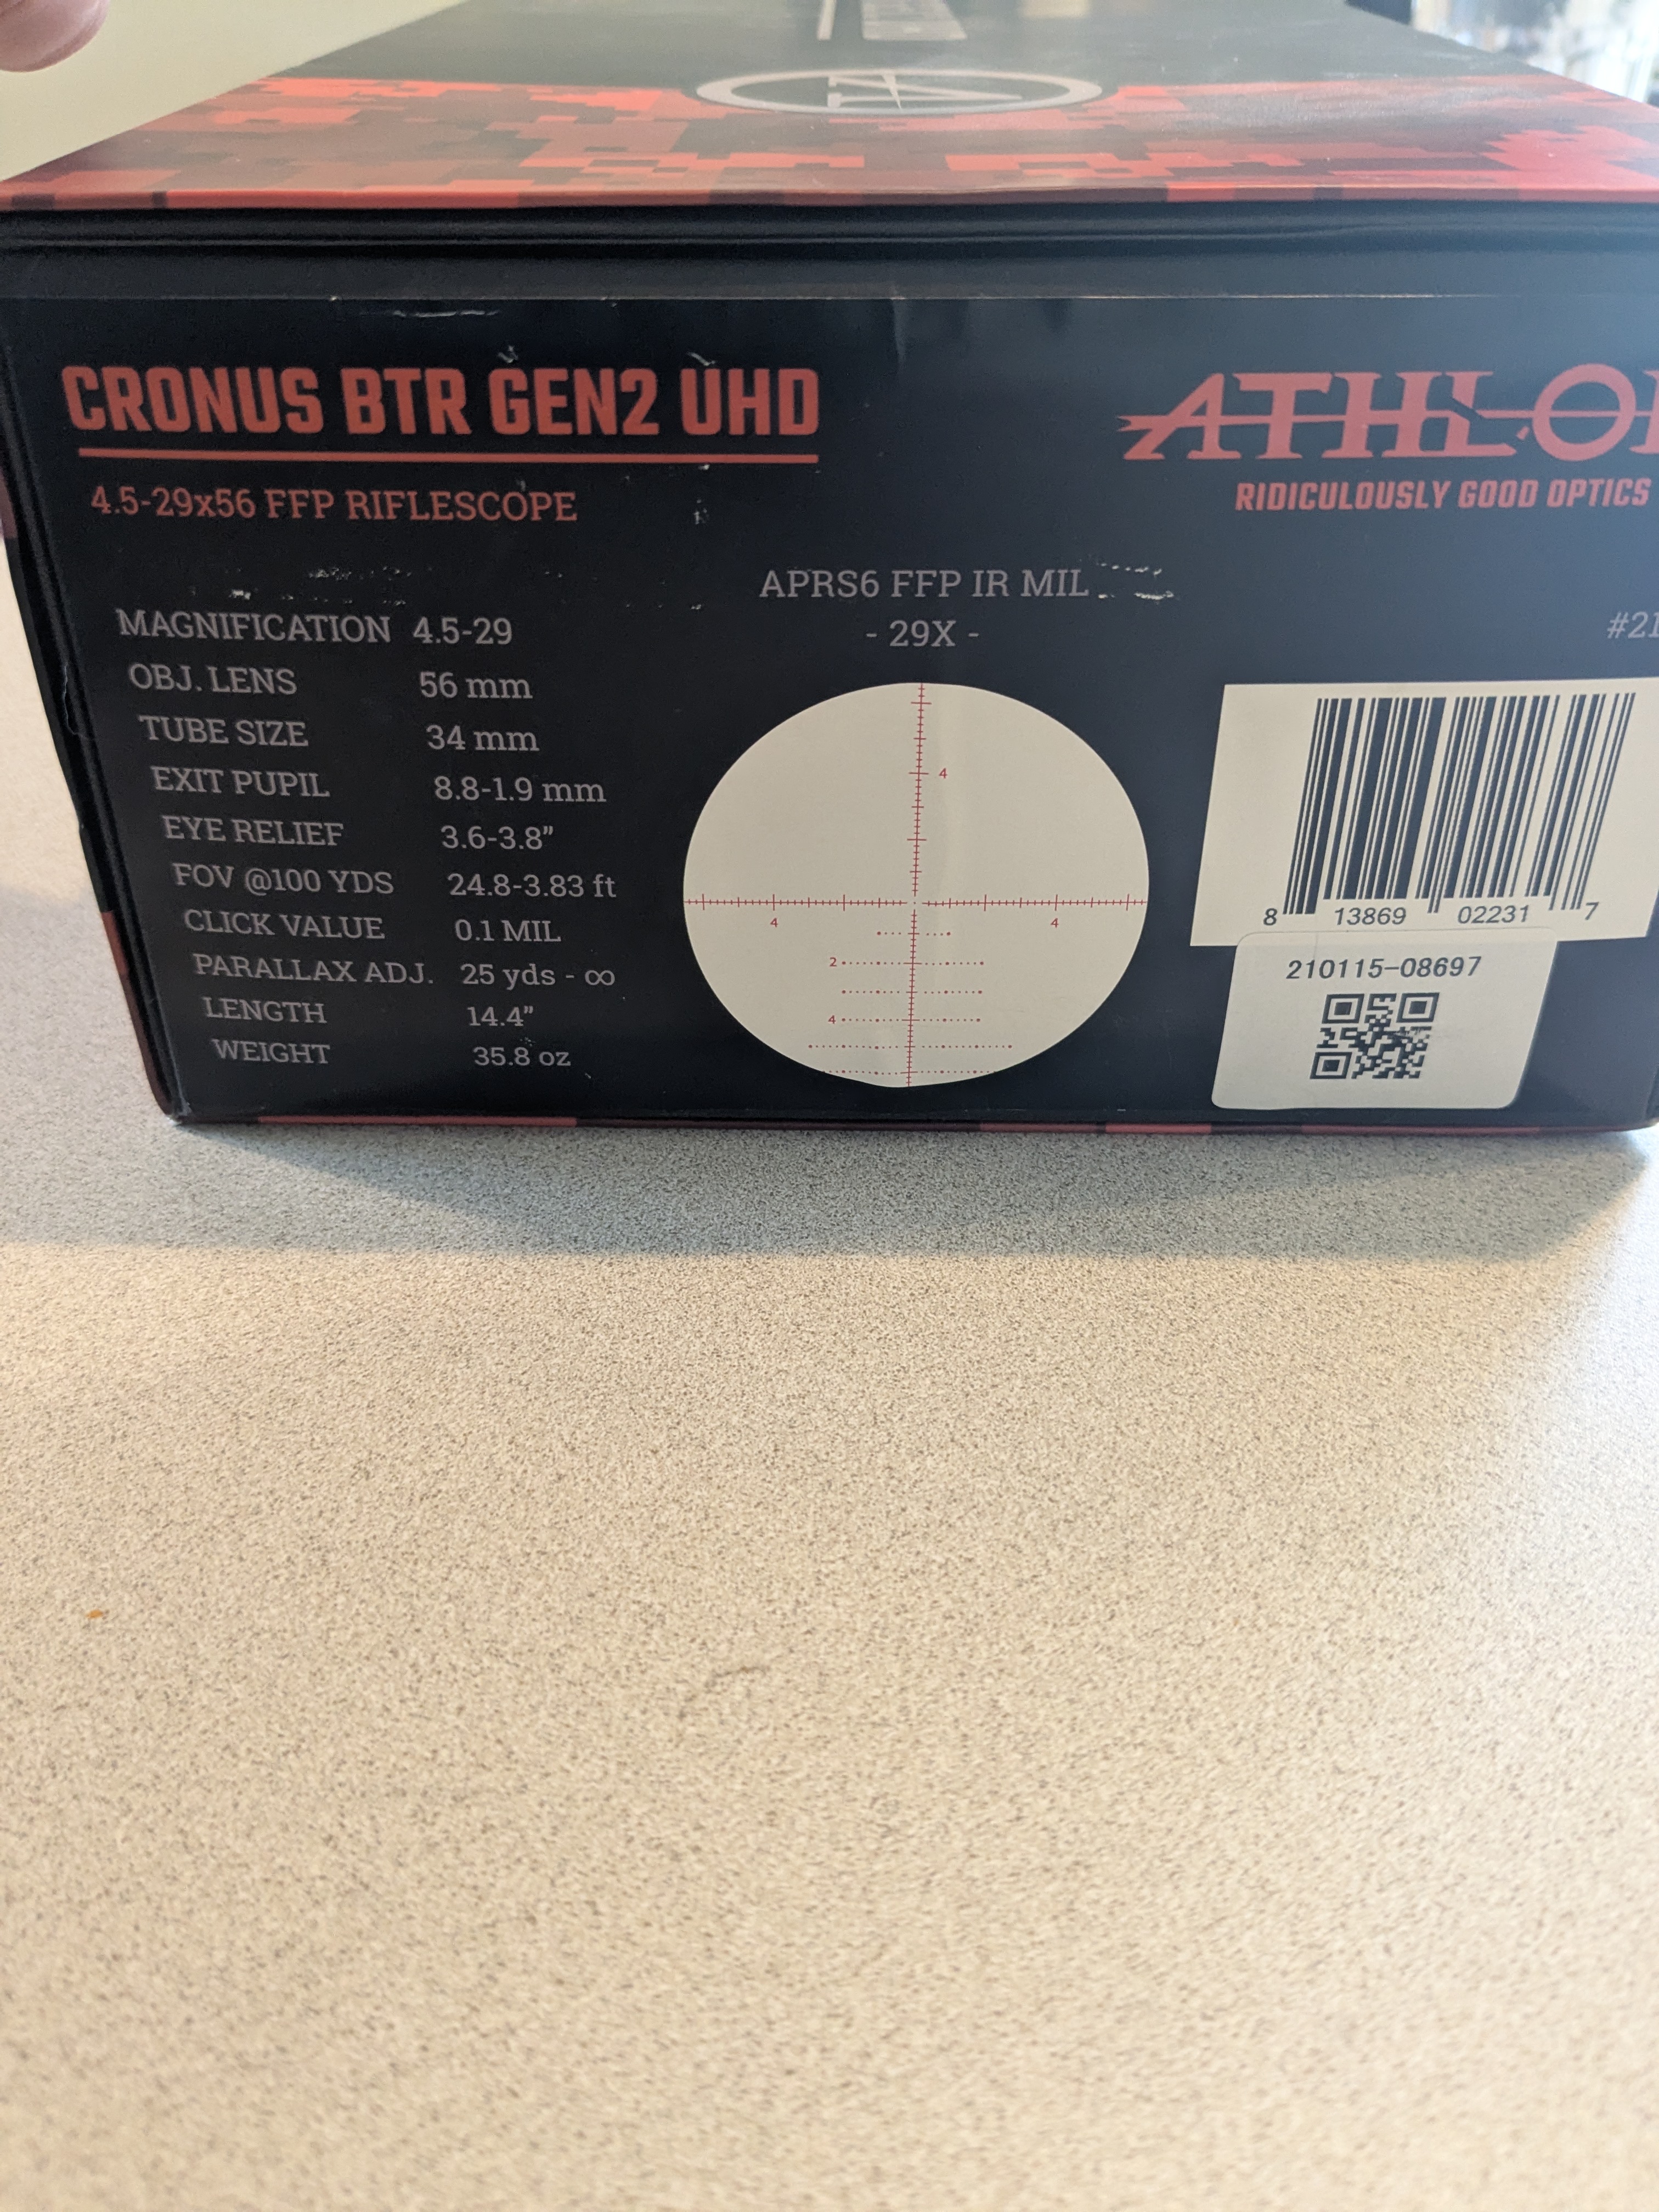 CRONUS BTR GEN2 UHD
4.5-29x56 FFP RIFLESCOPE
MAGNIFICATION 4.5-29
OBJ. LENS 56 mm
TUBE SIZE 34 mm
EXIT PUPIL 8.8-1.9 mm
EYE RELIEF 3.6-3.8”
FOV @100 YDS 24.8-3.83 ft
CLICK VALUE 0.1 MIL
PARALLAX ADJ. 25 yds - ∞
LENGTH 14.4”
WEIGHT 35.8 oz
APRS6 FFP IR MIL
- 29X -
4
4 4
2
4
ATHLO
RIDICULOUSLY GOOD OPTICS
#21
8 13869 02231 7
210115-08697